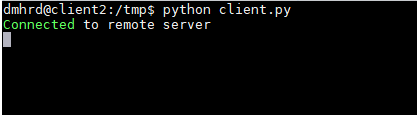 dmhrd@client2:/tmp$ python client.py
Connected to remote server